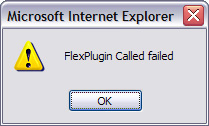 Microsoft Internet Explorer
FlexPlugin Called failed
OK